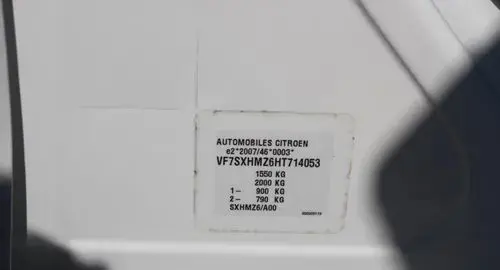 AUTOMOBILES CITROEN
e2*2007/46*0003*
VF7SXHMZ6HT714053
1550 KG
2000 KG
1- 900 KG
2- 790 KG
SXHMZ6/A00